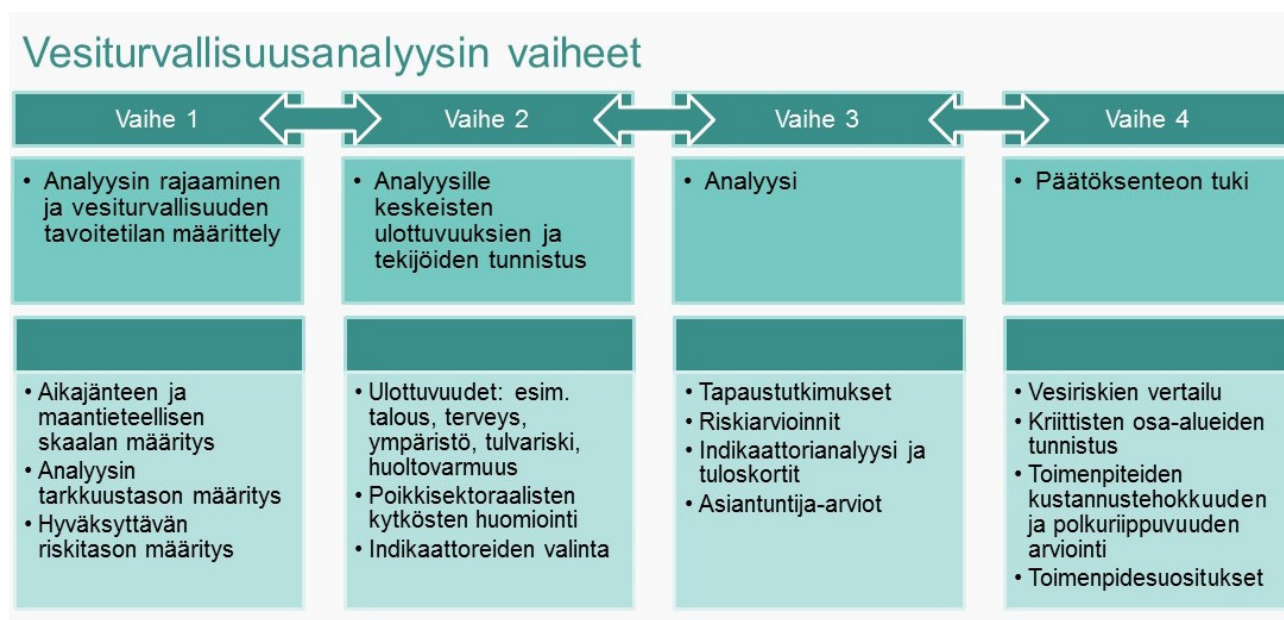 Vesiturvallisuusanalyysin vaiheet
Vaihe 1
Vaihe 2
Vaihe 3
Vaihe 4
• Analyysin rajaaminen
ja vesiturvallisuuden
tavoitetilan määrittely
• Analyysille
keskeisten
ulottuvuuksien ja
tekijöiden tunnistus
• Analyysi
• Päätöksenteon tuki
• Aikajänteen ja
maantieteellisen
skaalan määritys
• Analyysin
tarkkuustason määritys
• Hyväksyttävän
riskitason määritys
• Ulottuvuudet: esim.
talous, terveys,
ympäristö, tulvariski,
huoltovarmuus
• Poikkisektoraalisten
kytkösten huomiointi
• Indikaattoreiden valinta
• Tapaustutkimukset
• Riskiarvioinnit
• Indikaattorianalyysi ja
tuloskortit
• Asiantuntija-arviot
• Vesiriskien vertailu
• Kriittisten osa-alueiden
tunnistus
• Toimenpiteiden
kustannustehokkuuden
ja polkuriippuvuuden
arviointi
• Toimenpidesuositukset